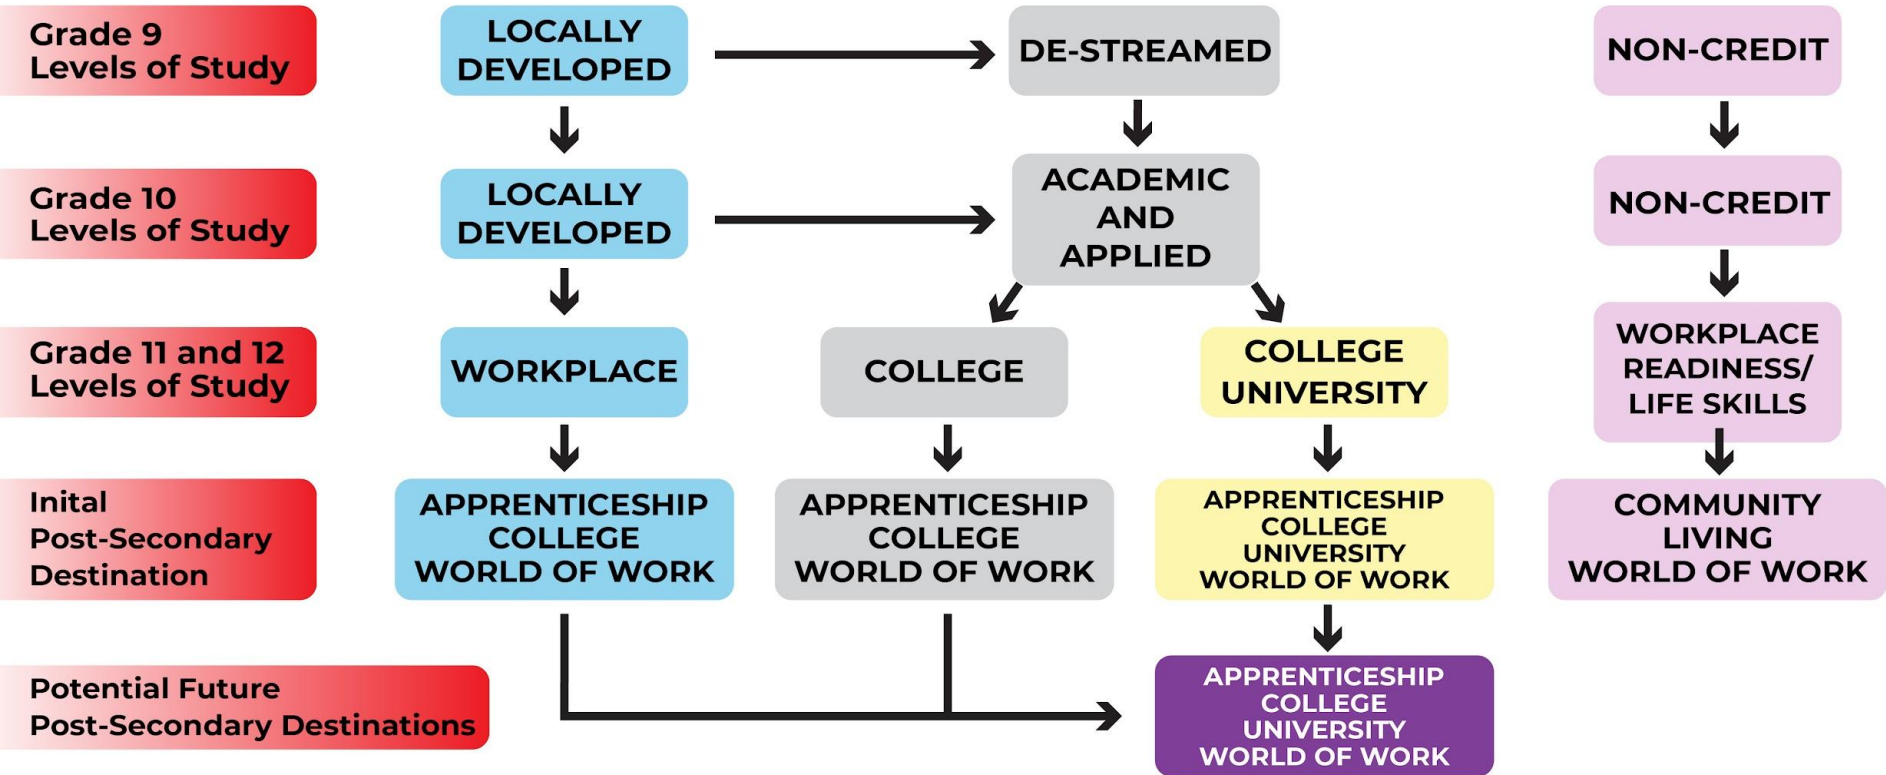 Grade 9
Levels of Study
LOCALLY
DEVELOPED
DE-STREAMED
NON-CREDIT
Grade 10
Levels of Study
LOCALLY
DEVELOPED
ACADEMIC
AND
APPLIED
NON-CREDIT
Grade 11 and 12
Levels of Study
WORKPLACE
COLLEGE
COLLEGE
UNIVERSITY
WORKPLACE
READINESS/
LIFE SKILLS
Inital
Post-Secondary
Destination
APPRENTICESHIP
COLLEGE
WORLD OF WORK
APPRENTICESHIP
COLLEGE
WORLD OF WORK
APPRENTICESHIP
COLLEGE
UNIVERSITY
WORLD OF WORK
COMMUNITY
LIVING
WORLD OF WORK
Potential Future
Post-Secondary Destinations
APPRENTICESHIP
COLLEGE
UNIVERSITY
WORLD OF WORK